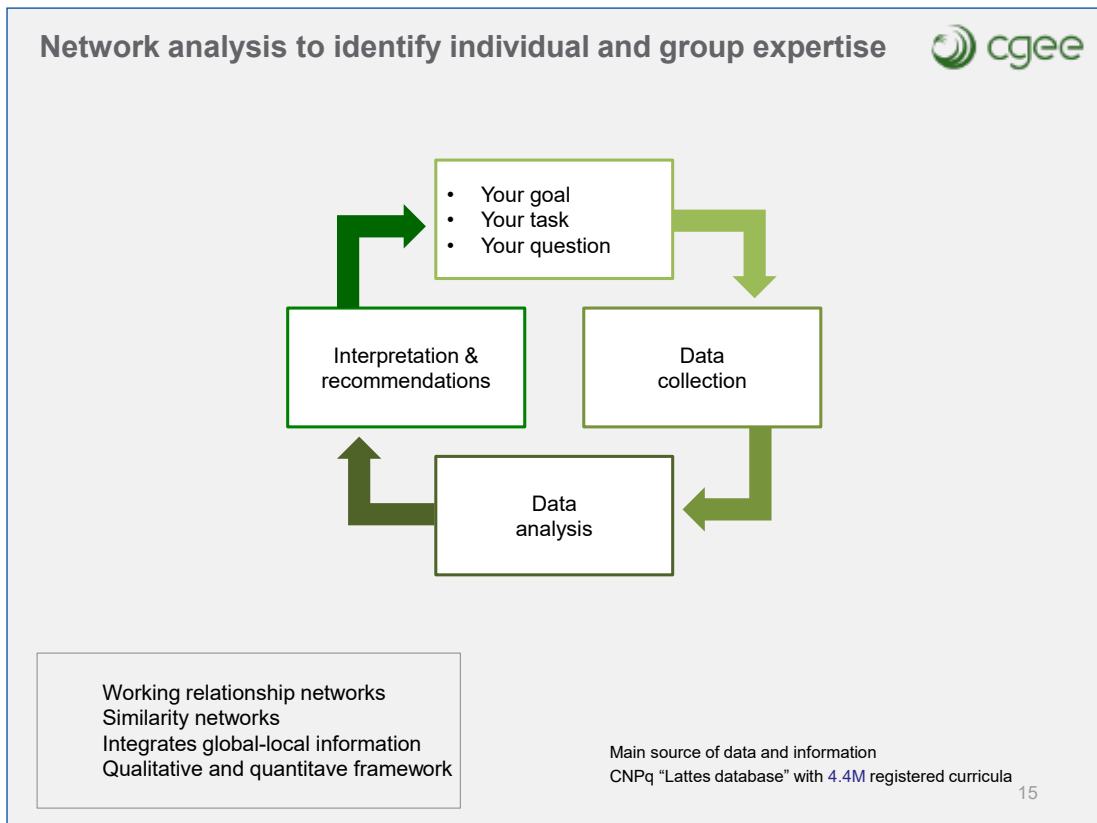 Network analysis to identify individual and group expertise
cgee
• Your goal
• Your task
• Your question
Interpretation &
recommendations
Data
collection
Data
analysis
Working relationship networks
Similarity networks
Integrates global-local information
Qualitative and quantitave framework
Main source of data and information
CNPq “Lattes database” with 4.4M registered curricula
15